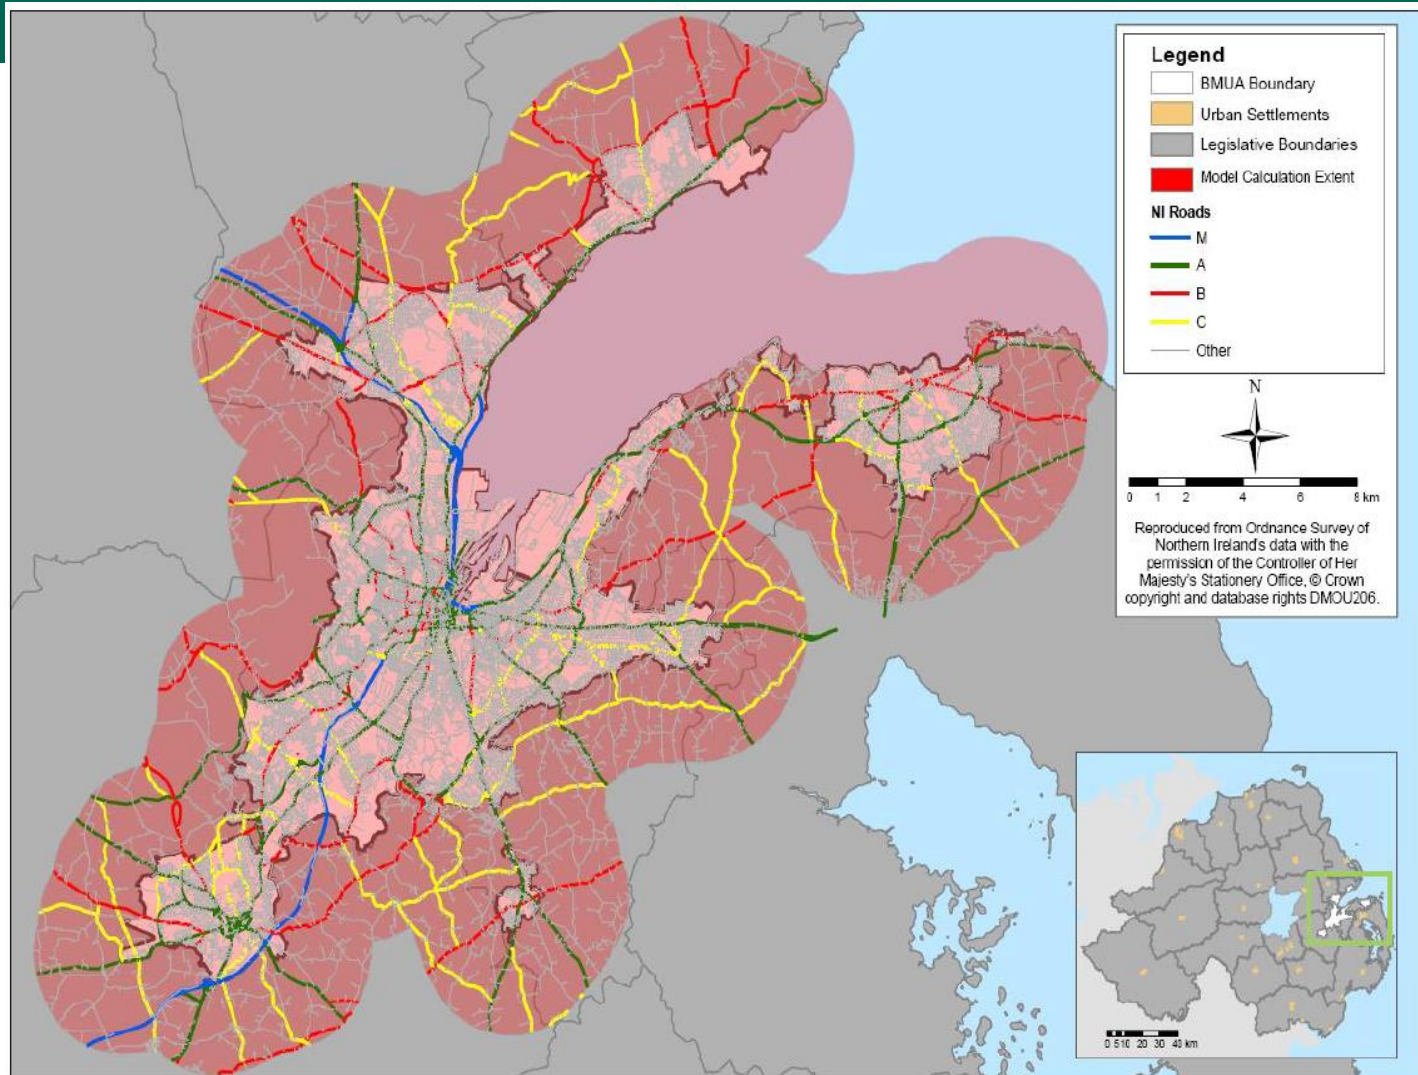 Legend
BMUA Boundary
Urban Settlements
Legislative Boundaries
Model Calculation Extent
NI Roads
M
A
B
C
Other
N
0 1 2 4 6 8 km
Reproduced from Ordnance Survey of
Northern Ireland's data with the
permission of the Controller of Her
Majesty's Stationery Office, © Crown
copyright and database rights DMOU206.
0 5 10 20 30 40 km